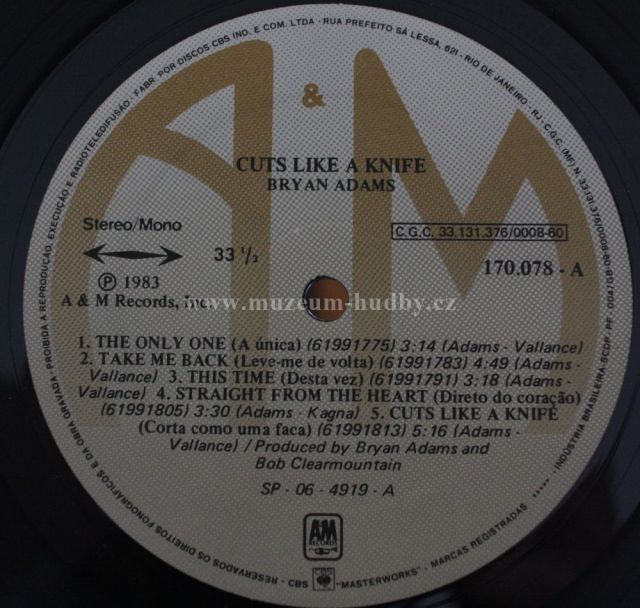 FABR. POR DISCOS CBS IND. E COM. LTDA · RUA PREFEITO SÁ LESSA, 621 - RIO DE JANEIRO - RJ - C.G.C. (MF) N. 33.131.376/0008-60
INDÚSTRIA BRASILEIRA
&
CUTS LIKE A KNIFE
BRYAN ADAMS
Stereo/Mono
33 1/3
C.G.C. 33.131.376/0008-60
℗ 1983
170.078 - A
A & M Records, Inc.
www.muzeum-hudby.cz
1. THE ONLY ONE (A única) (61991775) 3:14 (Adams - Vallance)
2. TAKE ME BACK (Leve-me de volta) (61991783) 4:49 (Adams -
Vallance) 3. THIS TIME (Desta vez) (61991791) 3:18 (Adams -
Vallance) 4. STRAIGHT FROM THE HEART (Direto do coração)
(61991805) 3:30 (Adams - Kagna) 5. CUTS LIKE A KNIFE
(Corta como uma faca) (61991813) 5:16 (Adams -
Vallance) / Produced by Bryan Adams and
Bob Clearmountain
SP - 06 - 4919 - A
A&M
RECORDS
RESERVADOS OS DIREITOS FONOGRÁFICOS E DA OBRA GRAVADA · PROIBIDA A REPRODUÇÃO, EXECUÇÃO E RADIOTELEDIFUSÃO ·
CBS
CBS
"MASTERWORKS" - MARCAS REGISTRADAS